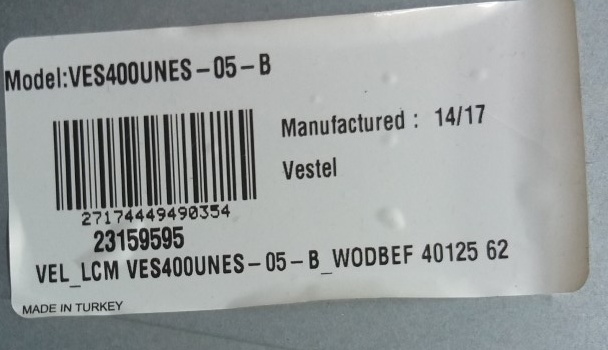 Model:VES400UNES-05-B
Manufactured : 14/17
Vestel
27174449490354
23159595
VEL_LCM VES400UNES-05-B_WODBEF 40125 62
MADE IN TURKEY